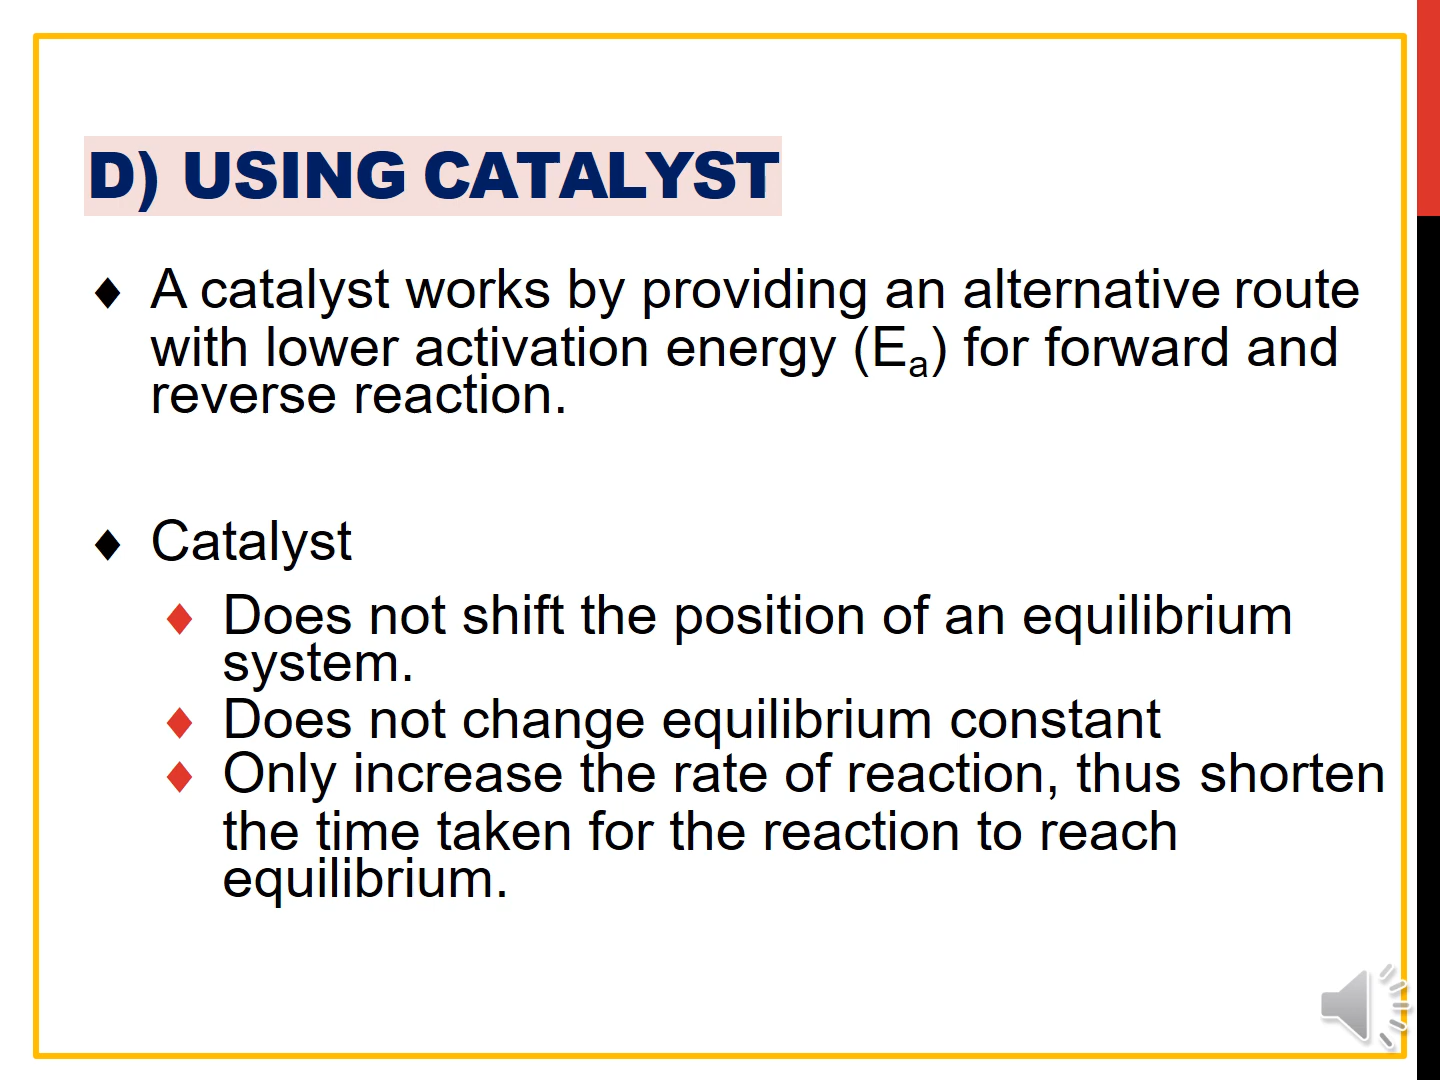 D) USING CATALYST
♦ A catalyst works by providing an alternative route
with lower activation energy (Eₐ) for forward and
reverse reaction.
♦ Catalyst
♦ Does not shift the position of an equilibrium
system.
♦ Does not change equilibrium constant
♦ Only increase the rate of reaction, thus shorten
the time taken for the reaction to reach
equilibrium.